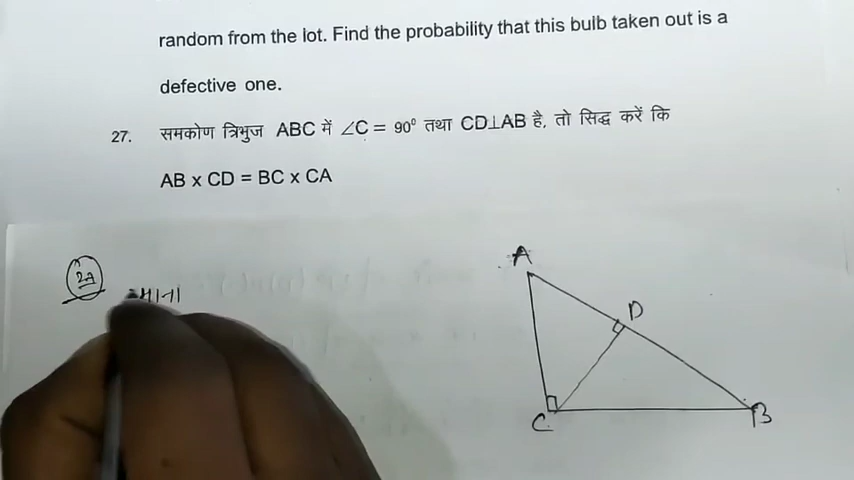 random from the lot. Find the probability that this bulb taken out is a
defective one.
27. समकोण त्रिभुज ABC में ∠C = 90⁰ तथा CD⊥AB है, तो सिद्ध करें कि
AB x CD = BC x CA
27 माना
A
D
C
B